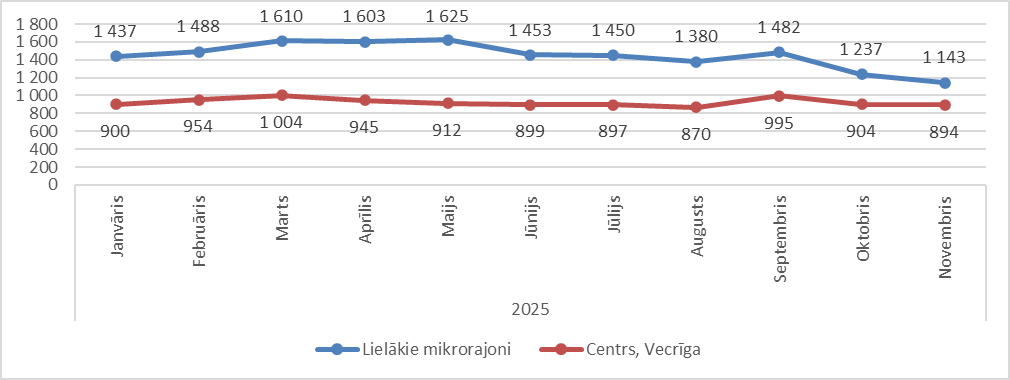 1 800
1 600
1 400
1 200
1 000
800
600
400
200
0
1 437
1 488
1 610
1 603
1 625
1 453
1 450
1 380
1 482
1 237
1 143
900
954
1 004
945
912
899
897
870
995
904
894
Janvāris
Februāris
Marts
Aprīlis
Maijs
Jūnijs
Jūlijs
Augusts
Septembris
Oktobris
Novembris
2025
Lielākie mikrorajoni
Centrs, Vecrīga